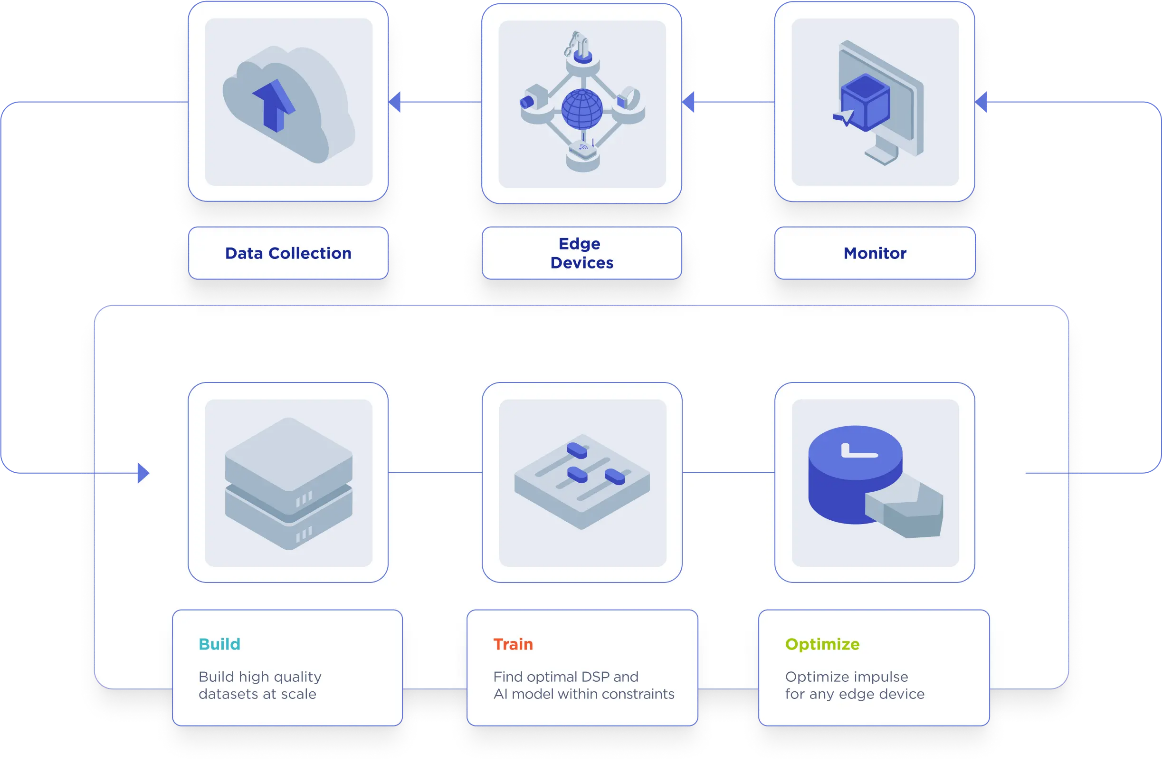 Data Collection
Edge
Devices
Monitor
Build
Build high quality
datasets at scale
Train
Find optimal DSP and
AI model within constraints
Optimize
Optimize impulse
for any edge device